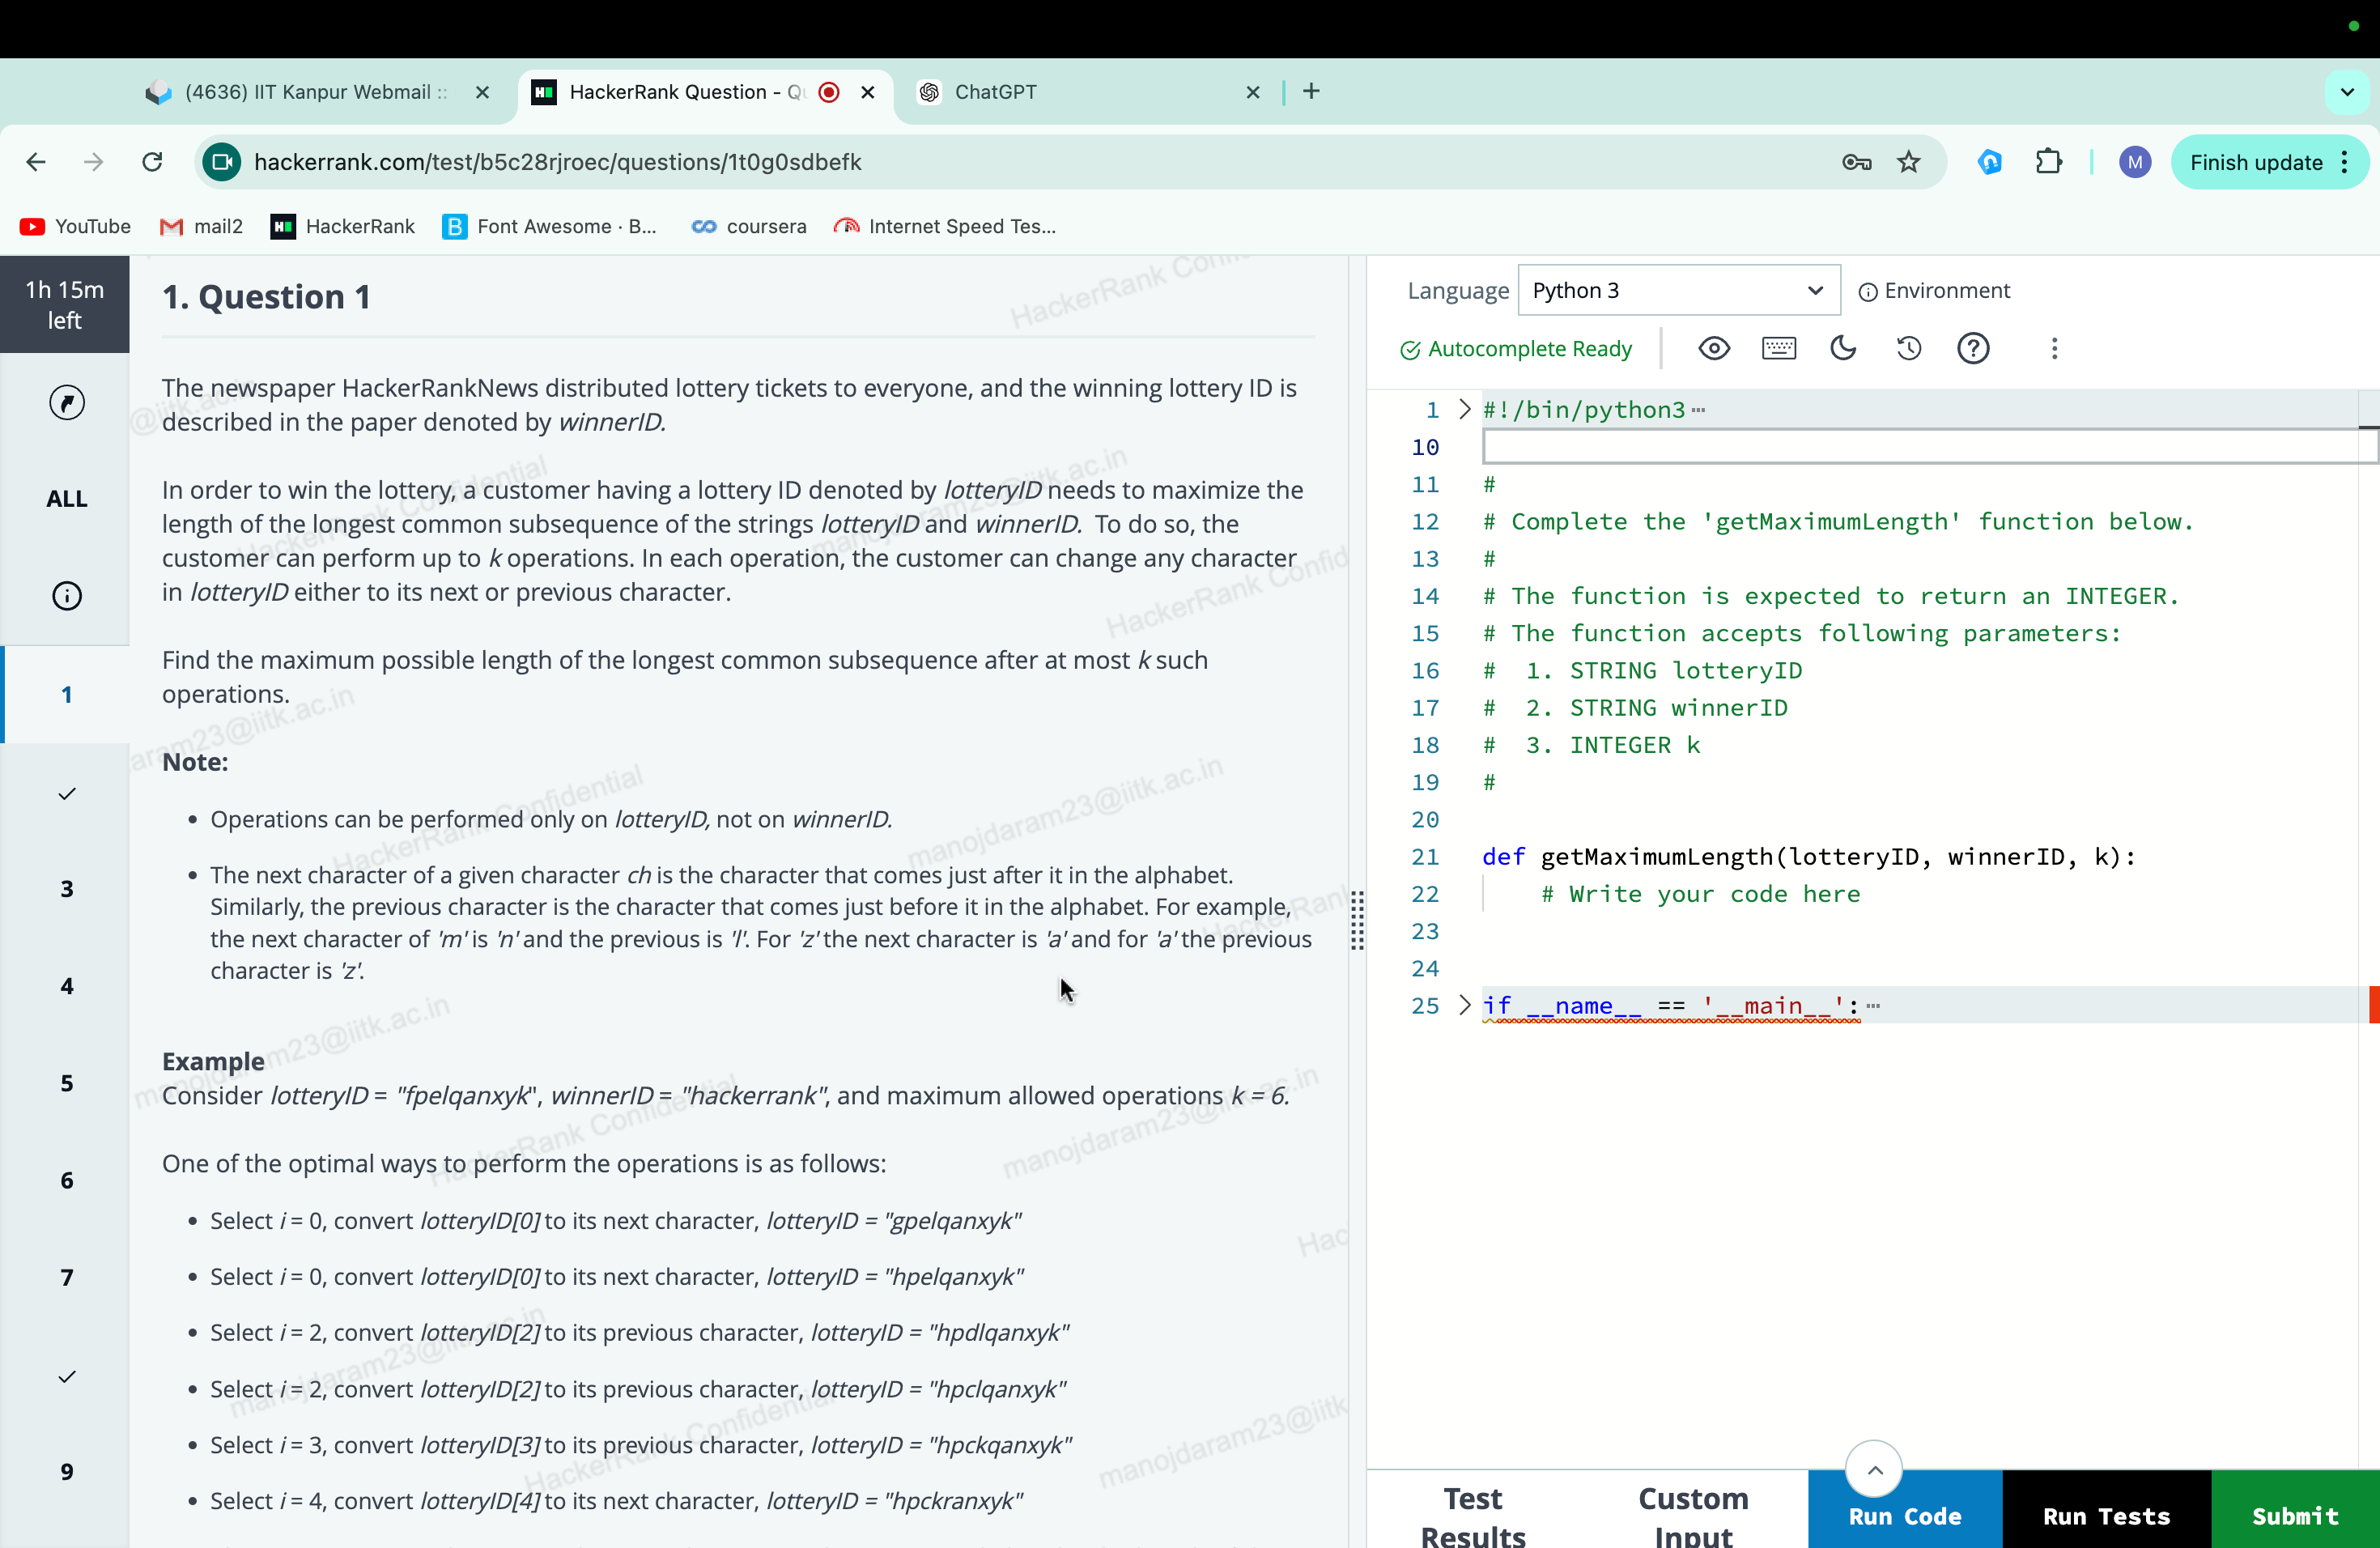 (4636) IIT Kanpur Webmail ::
HackerRank Question - Qu
ChatGPT
hackerrank.com/test/b5c28rjroec/questions/1t0g0sdbefk
M
Finish update
YouTube
mail2
HackerRank
Font Awesome · B...
coursera
Internet Speed Tes...
1h 15m
left
ALL
1
3
4
5
6
7
9
1. Question 1
The newspaper HackerRankNews distributed lottery tickets to everyone, and the winning lottery ID is
described in the paper denoted by winnerID.
In order to win the lottery, a customer having a lottery ID denoted by lotteryID needs to maximize the
length of the longest common subsequence of the strings lotteryID and winnerID. To do so, the
customer can perform up to k operations. In each operation, the customer can change any character
in lotteryID either to its next or previous character.
Find the maximum possible length of the longest common subsequence after at most k such
operations.
Note:
• Operations can be performed only on lotteryID, not on winnerID.
• The next character of a given character ch is the character that comes just after it in the alphabet.
Similarly, the previous character is the character that comes just before it in the alphabet. For example,
the next character of 'm' is 'n' and the previous is 'l'. For 'z' the next character is 'a' and for 'a' the previous
character is 'z'.
Example
Consider lotteryID = "fpelqanxyk", winnerID = "hackerrank", and maximum allowed operations k = 6.
One of the optimal ways to perform the operations is as follows:
• Select i = 0, convert lotteryID[0] to its next character, lotteryID = "gpelqanxyk"
• Select i = 0, convert lotteryID[0] to its next character, lotteryID = "hpelqanxyk"
• Select i = 2, convert lotteryID[2] to its previous character, lotteryID = "hpdlqanxyk"
• Select i = 2, convert lotteryID[2] to its previous character, lotteryID = "hpclqanxyk"
• Select i = 3, convert lotteryID[3] to its previous character, lotteryID = "hpckqanxyk"
• Select i = 4, convert lotteryID[4] to its next character, lotteryID = "hpckranxyk"
HackerRank Confidential
manojdaram23@iitk.ac.in
Language
Python 3
Environment
Autocomplete Ready
1 #!/bin/python3
10
11 #
12 # Complete the 'getMaximumLength' function below.
13 #
14 # The function is expected to return an INTEGER.
15 # The function accepts following parameters:
16 #  1. STRING lotteryID
17 #  2. STRING winnerID
18 #  3. INTEGER k
19 #
20
21 def getMaximumLength(lotteryID, winnerID, k):
22     # Write your code here
23
24
25 if __name__ == '__main__':
Test
Results
Custom
Input
Run Code
Run Tests
Submit